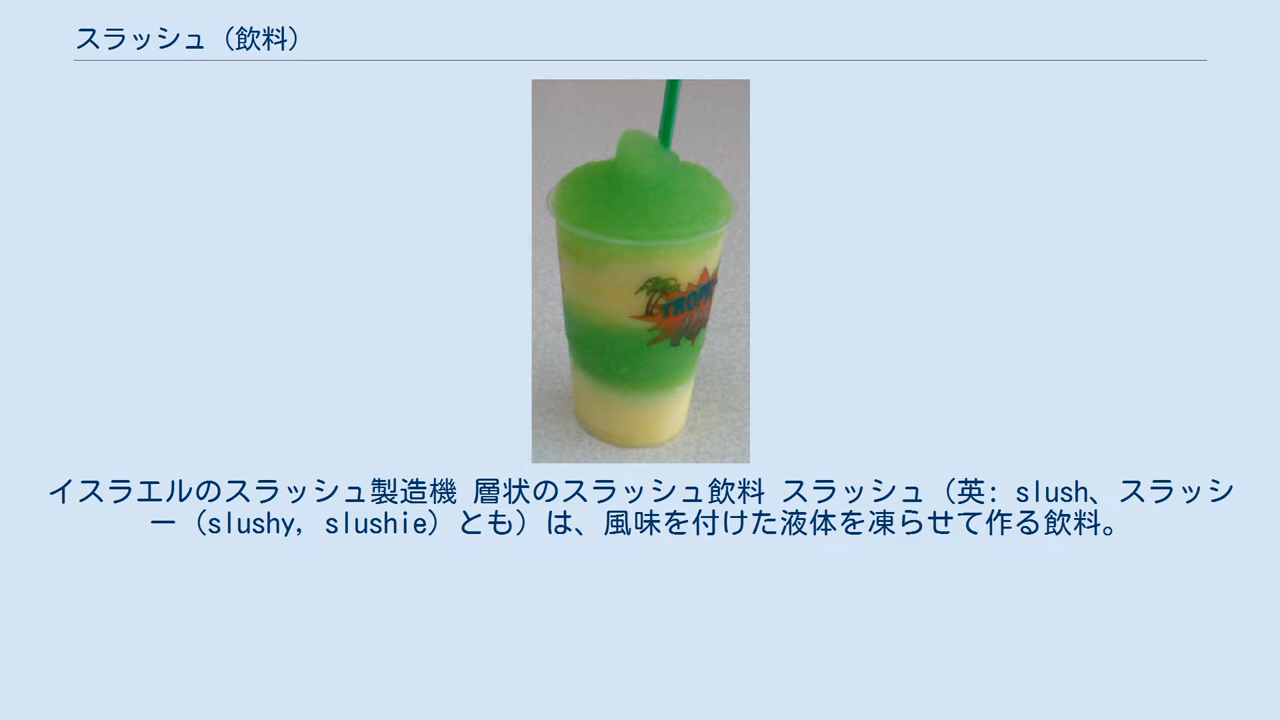 スラッシュ（飲料）
イスラエルのスラッシュ製造機 層状のスラッシュ飲料 スラッシュ（英: slush、スラッシ
ー（slushy, slushie）とも）は、風味を付けた液体を凍らせて作る飲料。